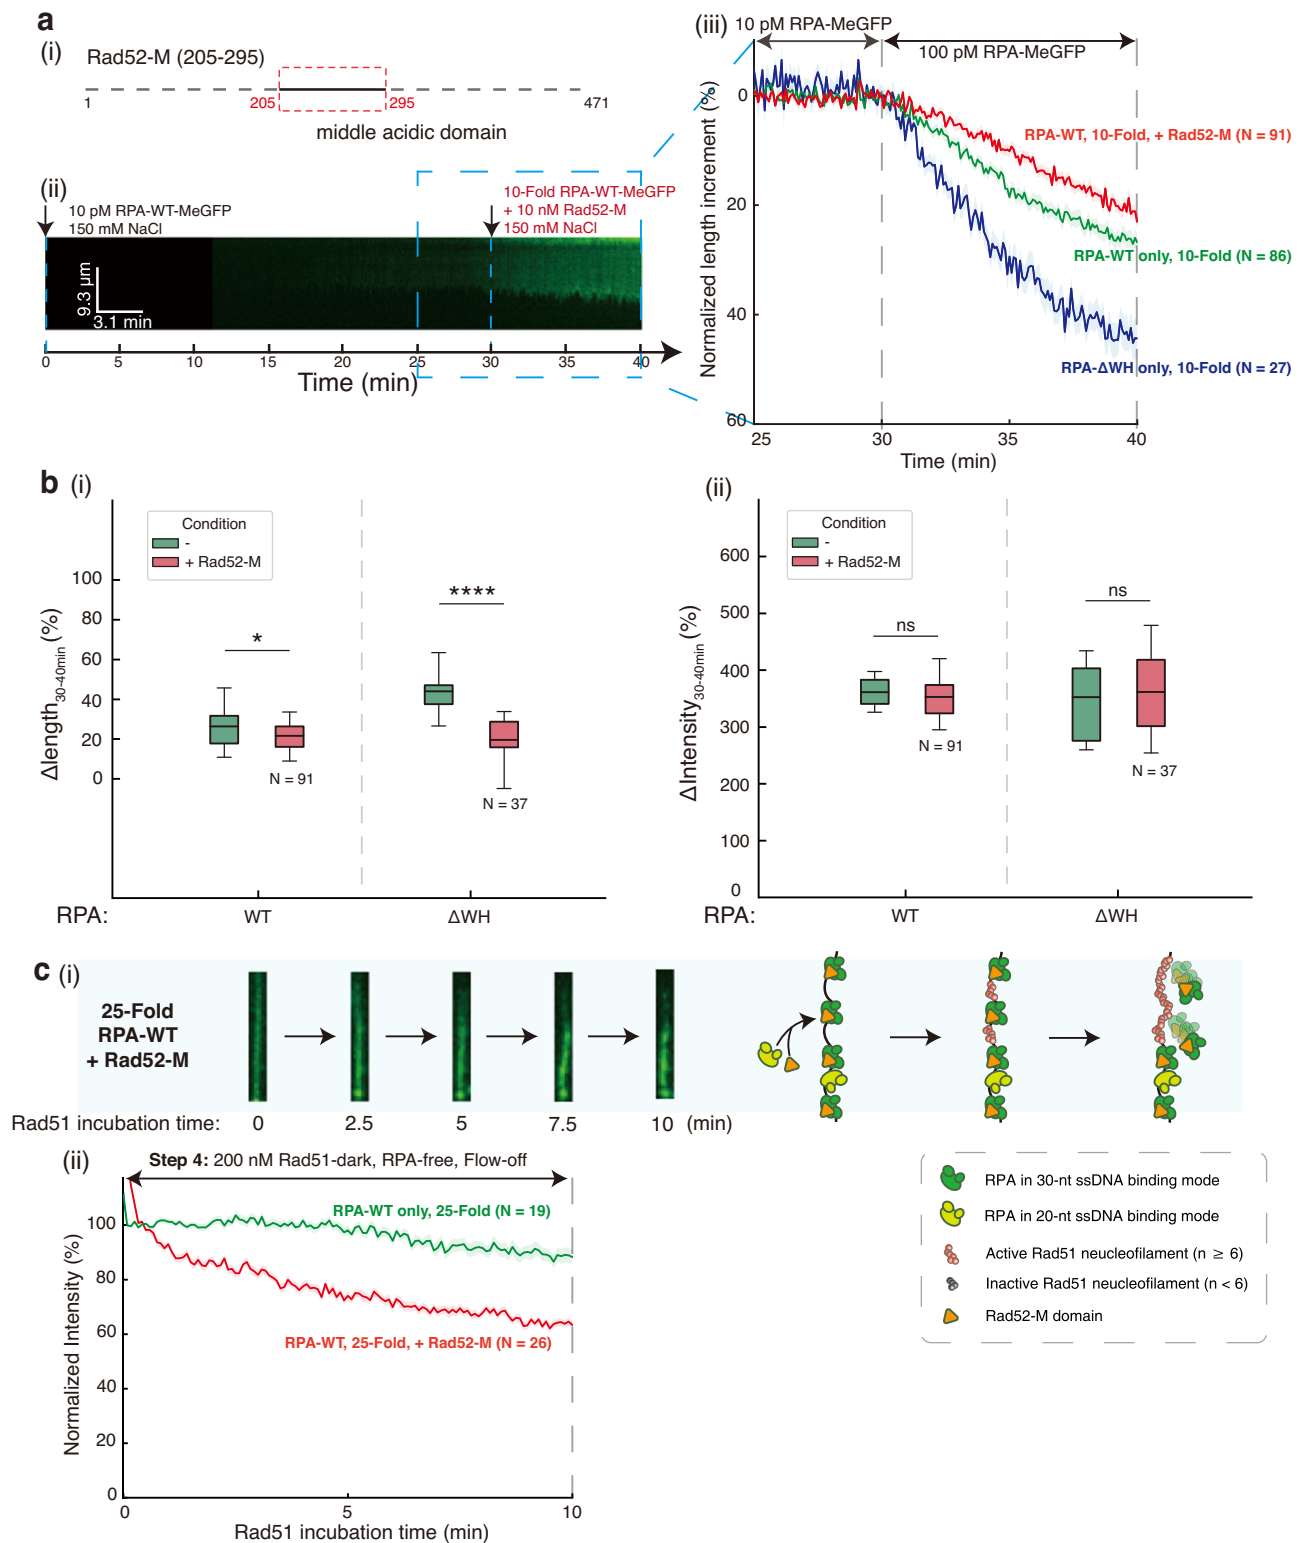 a
(i)
Rad52-M (205-295)
1
205
295
471
middle acidic domain
(ii)
10 pM RPA-WT-MeGFP
150 mM NaCl
10-Fold RPA-WT-MeGFP
+ 10 nM Rad52-M
150 mM NaCl
9.3 µm
3.1 min
0 5 10 15 20 25 30 35 40
Time (min)
(iii)
10 pM RPA-MeGFP
100 pM RPA-MeGFP
Normalized length increment (%)
0
20
40
60
RPA-WT, 10-Fold, + Rad52-M (N = 91)
RPA-WT only, 10-Fold (N = 86)
RPA-ΔWH only, 10-Fold (N = 27)
25 30 35 40
Time (min)
b
(i)
Condition
-
+ Rad52-M
Δlength30-40min (%)
100
80
60
40
20
0
*
****
N = 91
N = 37
RPA: WT ΔWH
(ii)
Condition
-
+ Rad52-M
ΔIntensity30-40min (%)
600
500
400
300
200
100
0
ns
ns
N = 91
N = 37
RPA: WT ΔWH
c
(i)
25-Fold
RPA-WT
+ Rad52-M
Rad51 incubation time: 0 2.5 5 7.5 10 (min)
(ii)
Step 4: 200 nM Rad51-dark, RPA-free, Flow-off
RPA-WT only, 25-Fold (N = 19)
RPA-WT, 25-Fold, + Rad52-M (N = 26)
Normalized Intensity (%)
100
80
60
40
20
0
0 5 10
Rad51 incubation time (min)
RPA in 30-nt ssDNA binding mode
RPA in 20-nt ssDNA binding mode
Active Rad51 neucleofilament (n ≥ 6)
Inactive Rad51 neucleofilament (n < 6)
Rad52-M domain